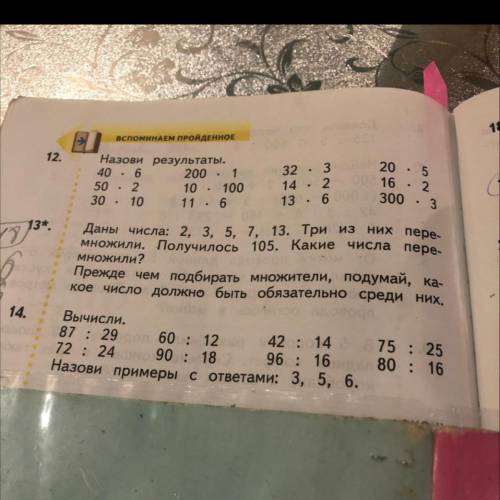 ВСПОМИНАЕМ ПРОЙДЕННОЕ
12. Назови результаты.
40 · 6 200 · 1 32 · 3 20 · 5
50 · 2 10 · 100 14 · 2 16 · 2
30 · 10 11 · 6 13 · 6 300 · 3
13*. Даны числа: 2, 3, 5, 7, 13. Три из них пере-
множили. Получилось 105. Какие числа пере-
множили?
Прежде чем подбирать множители, подумай, ка-
кое число должно быть обязательно среди них.
14. Вычисли.
87 : 29 60 : 12 42 : 14 75 : 25
72 : 24 90 : 18 96 : 16 80 : 16
Назови примеры с ответами: 3, 5, 6.